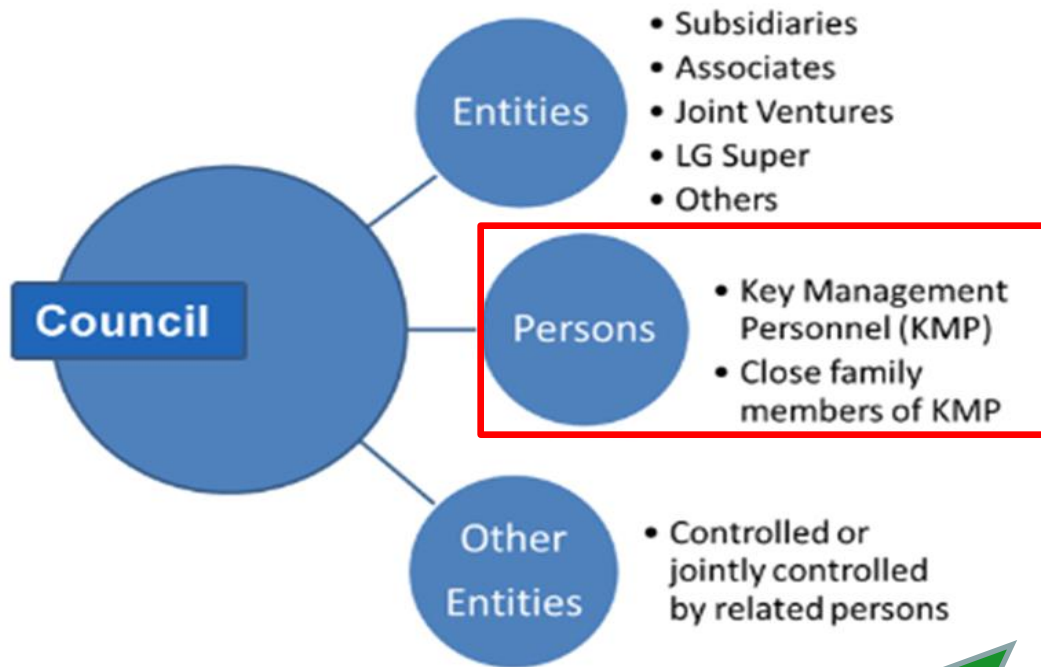 Council
Entities
• Subsidiaries
• Associates
• Joint Ventures
• LG Super
• Others
Persons
• Key Management
Personnel (KMP)
• Close family
members of KMP
Other
Entities
• Controlled or
jointly controlled
by related persons